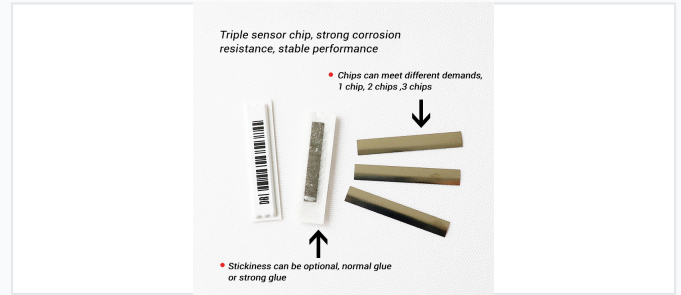 Triple sensor chip, strong corrosion
resistance, stable performance
Chips can meet different demands,
1 chip, 2 chips ,3 chips
Stickiness can be optional, normal glue
or strong glue